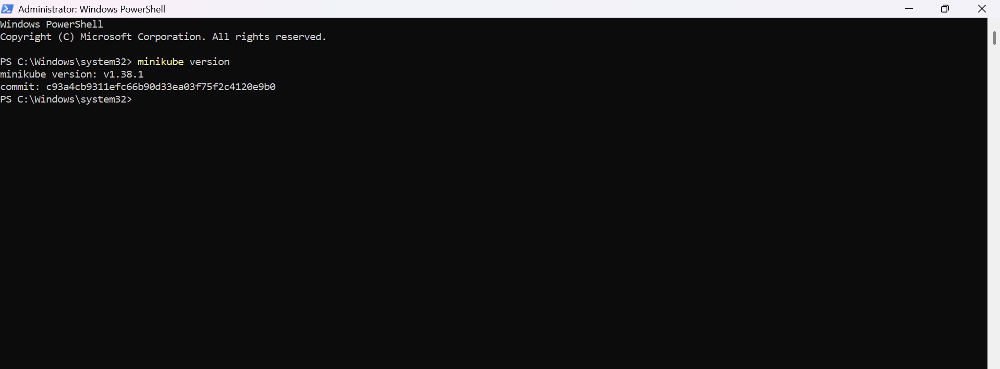 Administrator: Windows PowerShell
Windows PowerShell
Copyright (C) Microsoft Corporation. All rights reserved.
PS C:\Windows\system32> minikube version
minikube version: v1.38.1
commit: c93a4cb9311efc66b90d33ea03f75f2c4120e9b0
PS C:\Windows\system32>